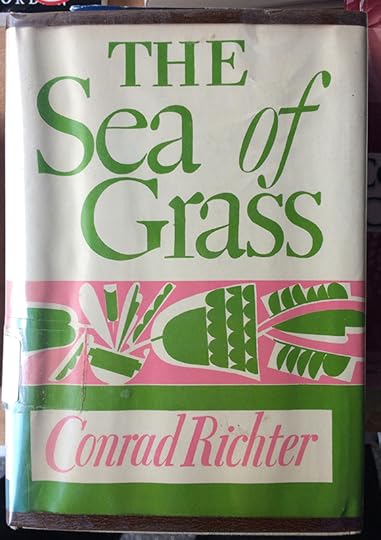 THE
Sea of
Grass
Conrad Richter